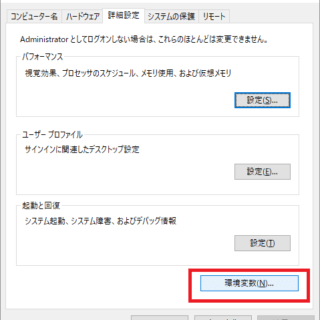 コンピューター名 ハードウェア 詳細設定 システムの保護 リモート
Administrator としてログオンしない場合は、これらのほとんどは変更できません。
パフォーマンス
視覚効果、プロセッサのスケジュール、メモリ使用、および仮想メモリ
設定(S)...
ユーザー プロファイル
サインインに関連したデスクトップ設定
設定(E)...
起動と回復
システム起動、システム障害、およびデバッグ情報
設定(T)
環境変数(N)...